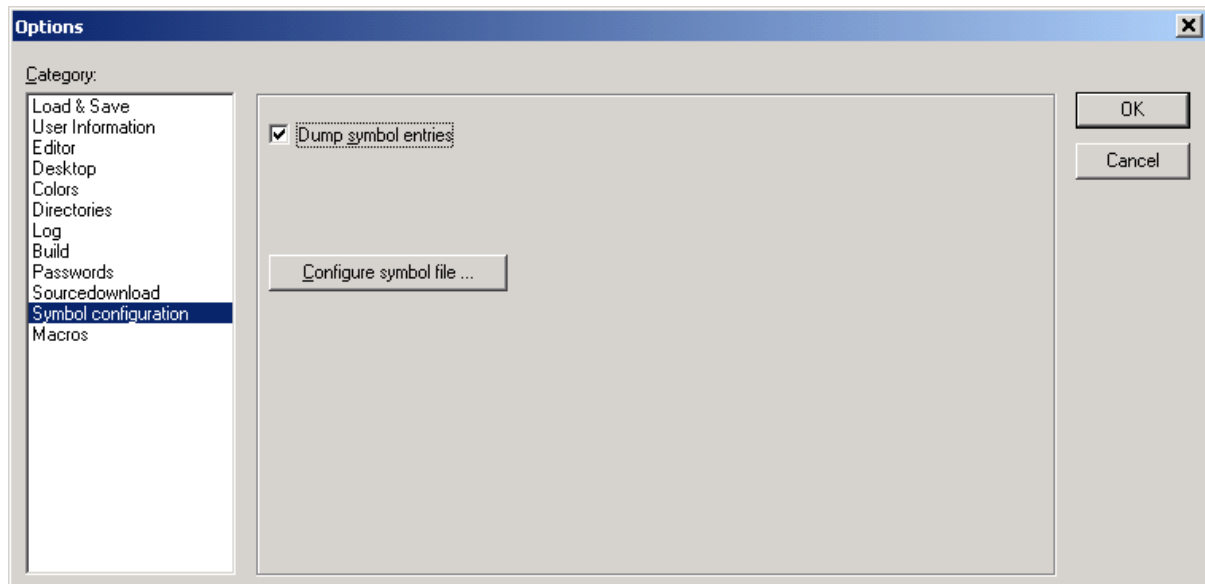 Options
Category:
Load & Save
User Information
Editor
Desktop
Colors
Directories
Log
Build
Passwords
Sourcedownload
Symbol configuration
Macros
Dump symbol entries
Configure symbol file ...
OK
Cancel